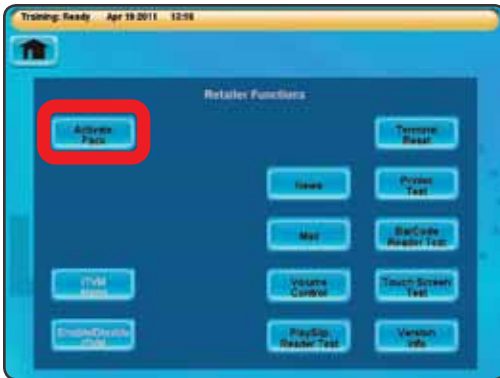 Training: Ready Apr 19 2011 13:56
Retailer Functions
Activate
Pack
Terminal
Reset
News
Printer
Test
Mail
BarCode
Reader Test
ITVM
Volume
Control
Touch Screen
Test
Enable/Disable
ITVM
PlaySlip
Reader Test
Version
Info